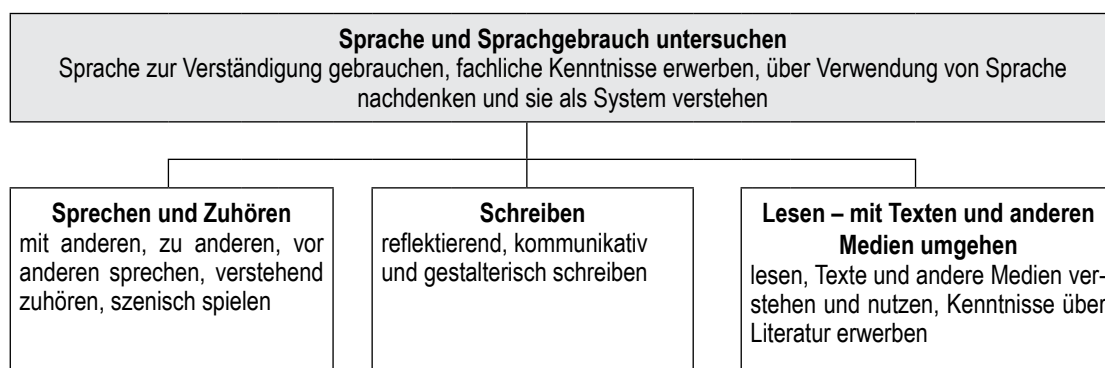 Sprache und Sprachgebrauch untersuchen
Sprache zur Verständigung gebrauchen, fachliche Kenntnisse erwerben, über Verwendung von Sprache
nachdenken und sie als System verstehen
Sprechen und Zuhören
mit anderen, zu anderen, vor
anderen sprechen, verstehend
zuhören, szenisch spielen
Schreiben
reflektierend, kommunikativ
und gestalterisch schreiben
Lesen – mit Texten und anderen
Medien umgehen
lesen, Texte und andere Medien ver-
stehen und nutzen, Kenntnisse über
Literatur erwerben